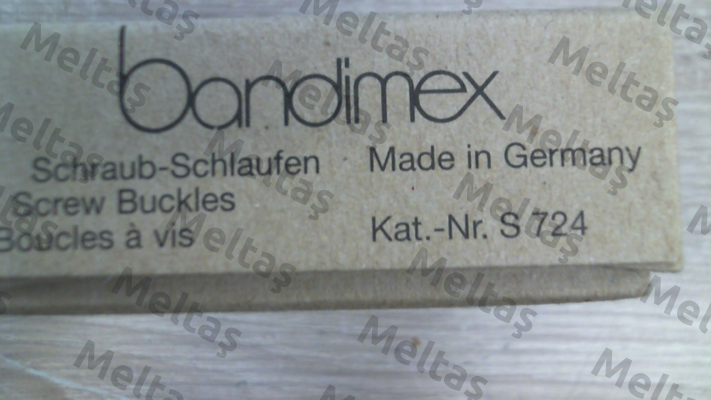 bandimex
Schraub-Schlaufen Made in Germany
Screw Buckles
Boucles à vis Kat.-Nr. S 724
Meltaş